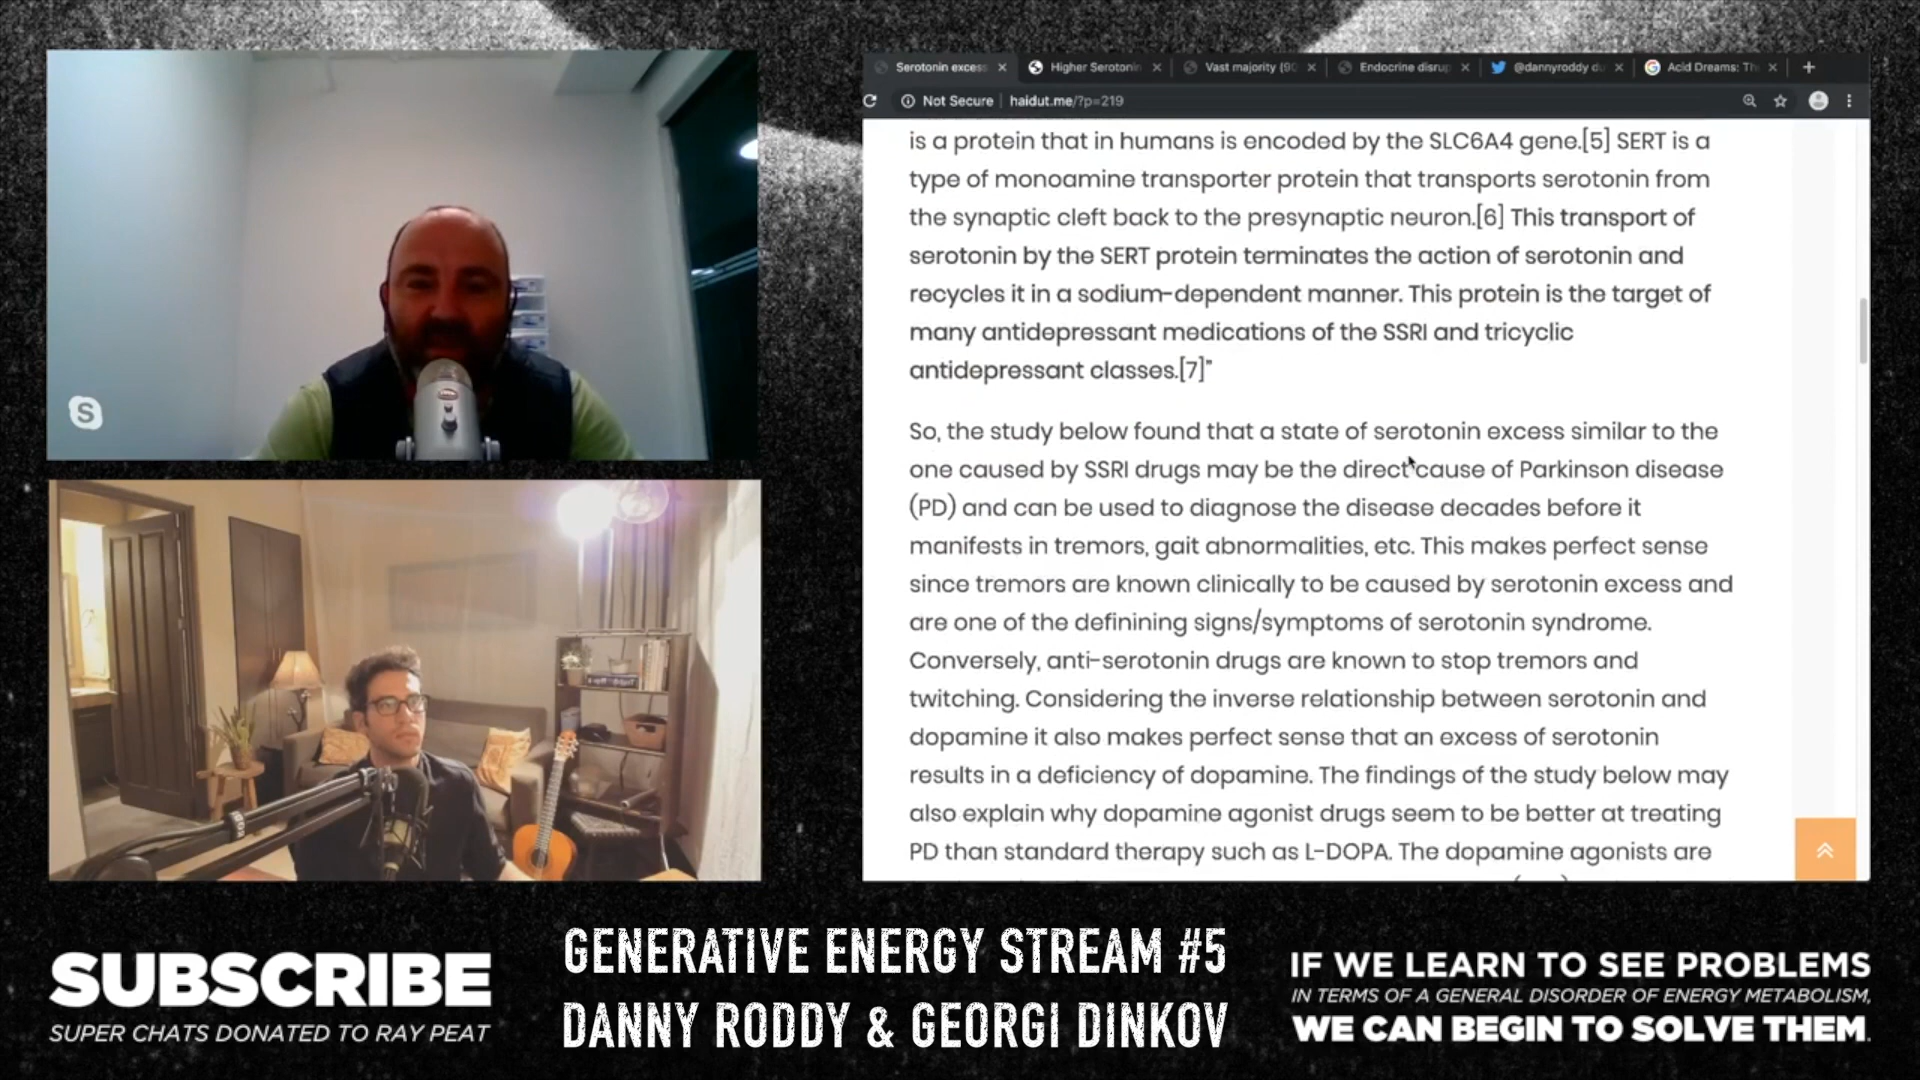 Serotonin excess
Higher Serotonin
Vast majority (90
Endocrine disrup
@dannyroddy du
Acid Dreams: The
Not Secure | haidut.me/?p=219
is a protein that in humans is encoded by the SLC6A4 gene.[5] SERT is a
type of monoamine transporter protein that transports serotonin from
the synaptic cleft back to the presynaptic neuron.[6] This transport of
serotonin by the SERT protein terminates the action of serotonin and
recycles it in a sodium-dependent manner. This protein is the target of
many antidepressant medications of the SSRI and tricyclic
antidepressant classes.[7]"
So, the study below found that a state of serotonin excess similar to the
one caused by SSRI drugs may be the direct cause of Parkinson disease
(PD) and can be used to diagnose the disease decades before it
manifests in tremors, gait abnormalities, etc. This makes perfect sense
since tremors are known clinically to be caused by serotonin excess and
are one of the definining signs/symptoms of serotonin syndrome.
Conversely, anti-serotonin drugs are known to stop tremors and
twitching. Considering the inverse relationship between serotonin and
dopamine it also makes perfect sense that an excess of serotonin
results in a deficiency of dopamine. The findings of the study below may
also explain why dopamine agonist drugs seem to be better at treating
PD than standard therapy such as L-DOPA. The dopamine agonists are
SUBSCRIBE
SUPER CHATS DONATED TO RAY PEAT
GENERATIVE ENERGY STREAM #5
DANNY RODDY & GEORGI DINKOV
IF WE LEARN TO SEE PROBLEMS
IN TERMS OF A GENERAL DISORDER OF ENERGY METABOLISM,
WE CAN BEGIN TO SOLVE THEM.